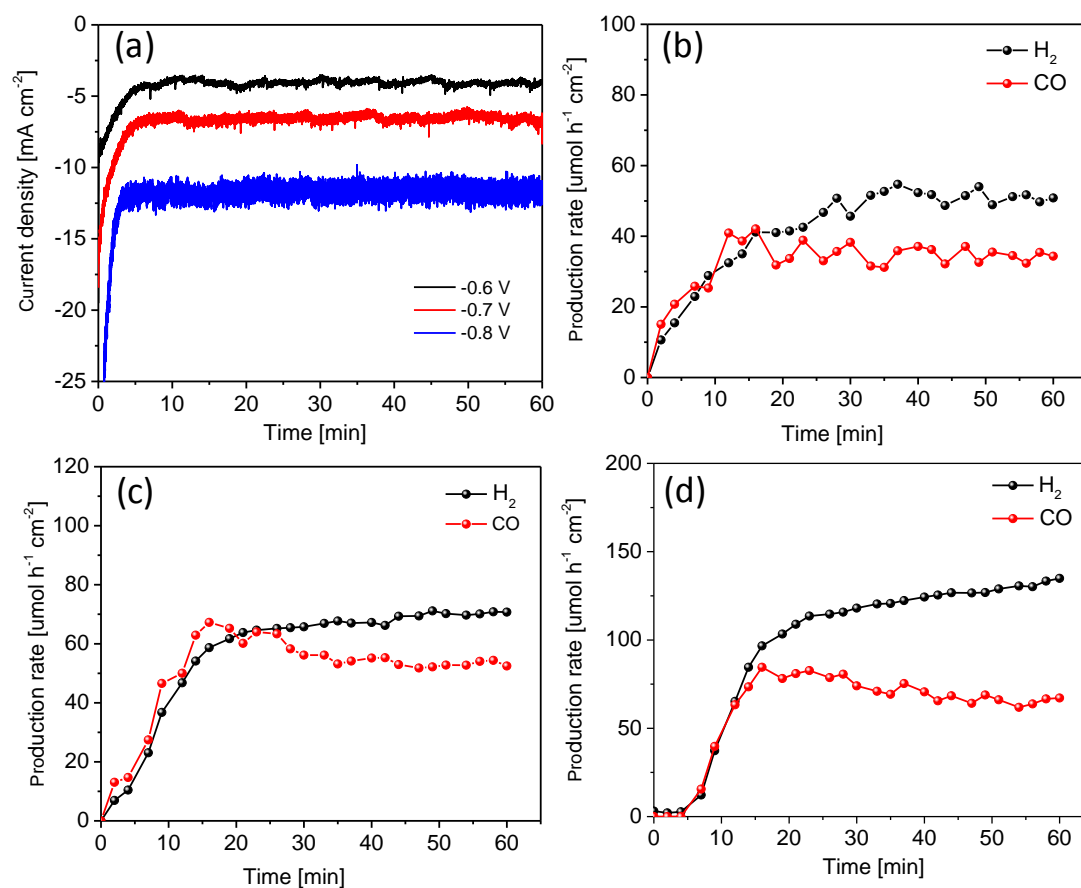 (a)
0
-5
-10
-15
-20
-25
Current density [mA cm-2]
-0.6 V
-0.7 V
-0.8 V
0 10 20 30 40 50 60
Time [min]
(b)
100
80
60
40
20
0
Production rate [umol h-1 cm-2]
H2
CO
0 10 20 30 40 50 60
Time [min]
(c)
120
100
80
60
40
20
0
Production rate [umol h-1 cm-2]
H2
CO
0 10 20 30 40 50 60
Time [min]
(d)
200
150
100
50
0
Production rate [umol h-1 cm-2]
H2
CO
0 10 20 30 40 50 60
Time [min]